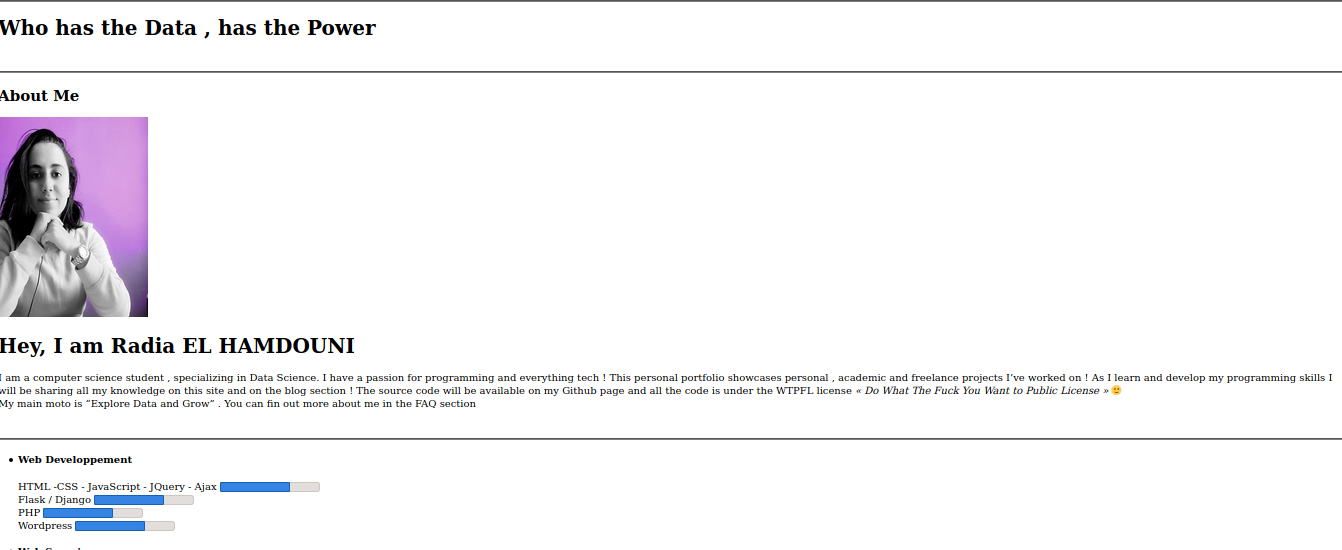 Who has the Data , has the Power
About Me
Hey, I am Radia EL HAMDOUNI
I am a computer science student , specializing in Data Science. I have a passion for programming and everything tech ! This personal portfolio showcases personal , academic and freelance projects I’ve worked on ! As I learn and develop my programming skills I
will be sharing all my knowledge on this site and on the blog section ! The source code will be available on my Github page and all the code is under the WTPFL license « Do What The Fuck You Want to Public License » 🙂
My main moto is “Explore Data and Grow” . You can fin out more about me in the FAQ section
• Web Developpement
HTML -CSS - JavaScript - JQuery - Ajax
Flask / Django
PHP
Wordpress